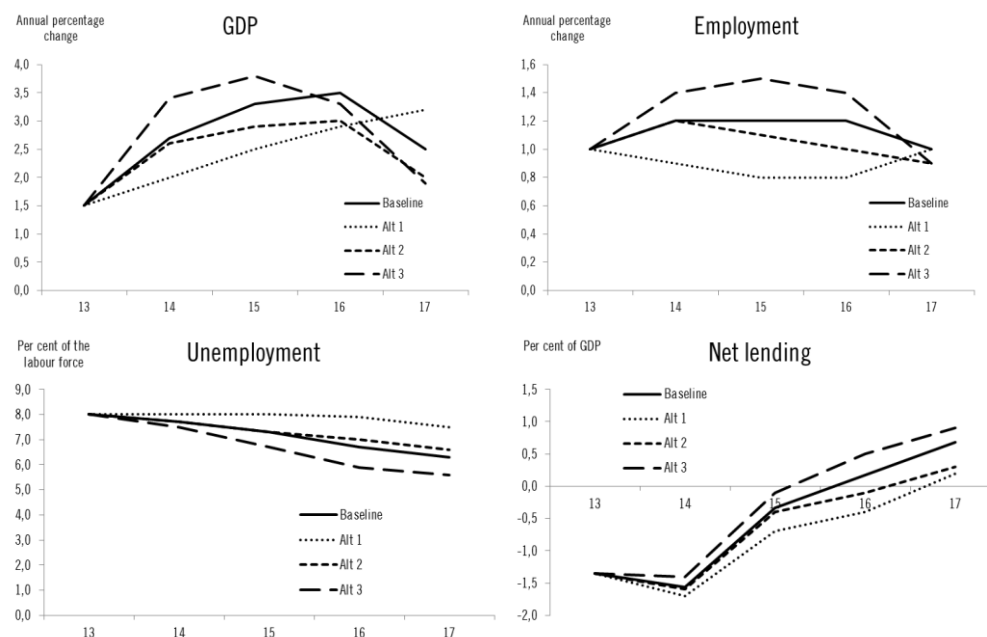 Annual percentage
change
GDP
4,0
3,5
3,0
2,5
2,0
1,5
1,0
0,5
0,0
13 14 15 16 17
Baseline
Alt 1
Alt 2
Alt 3
Annual percentage
change
Employment
1,6
1,4
1,2
1,0
0,8
0,6
0,4
0,2
0,0
13 14 15 16 17
Baseline
Alt 1
Alt 2
Alt 3
Per cent of the
labour force
Unemployment
9,0
8,0
7,0
6,0
5,0
4,0
3,0
2,0
1,0
0,0
13 14 15 16 17
Baseline
Alt 1
Alt 2
Alt 3
Per cent of GDP
Net lending
1,5
1,0
0,5
0,0
-0,5
-1,0
-1,5
-2,0
13 14 15 16 17
Baseline
Alt 1
Alt 2
Alt 3